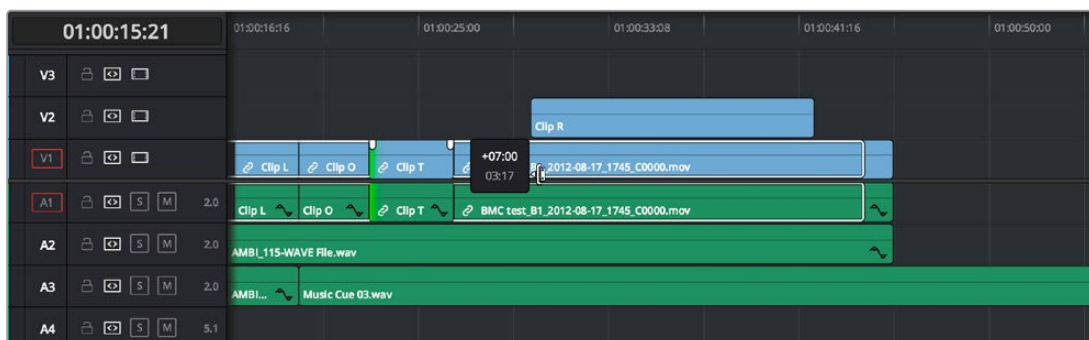 01:00:15:21 01:00:16:16 01:00:25:00 01:00:33:08 01:00:41:16 01:00:50:00
V3
V2 Clip R
V1 Clip L Clip O Clip T +07:00 03:17 2012-08-17_1745_C0000.mov
A1 S M 2.0 Clip L Clip O Clip T BMC test_B1_2012-08-17_1745_C0000.mov
A2 S M 2.0 AMBI_115-WAVE File.wav
A3 S M 2.0 AMBI... Music Cue 03.wav
A4 S M 5.1